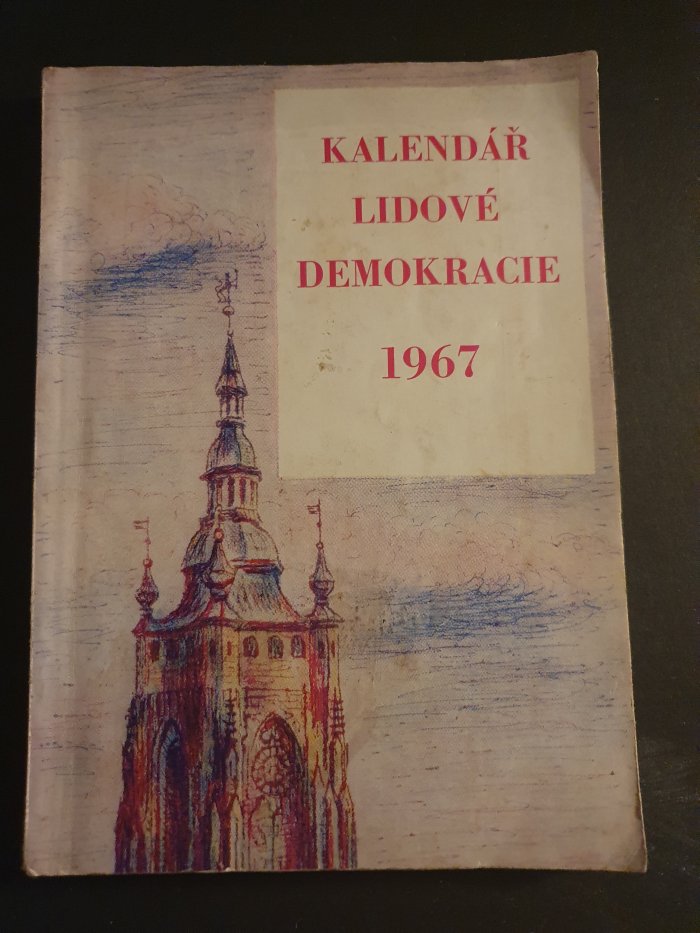 KALENDÁŘ
LIDOVÉ
DEMOKRACIE
1967